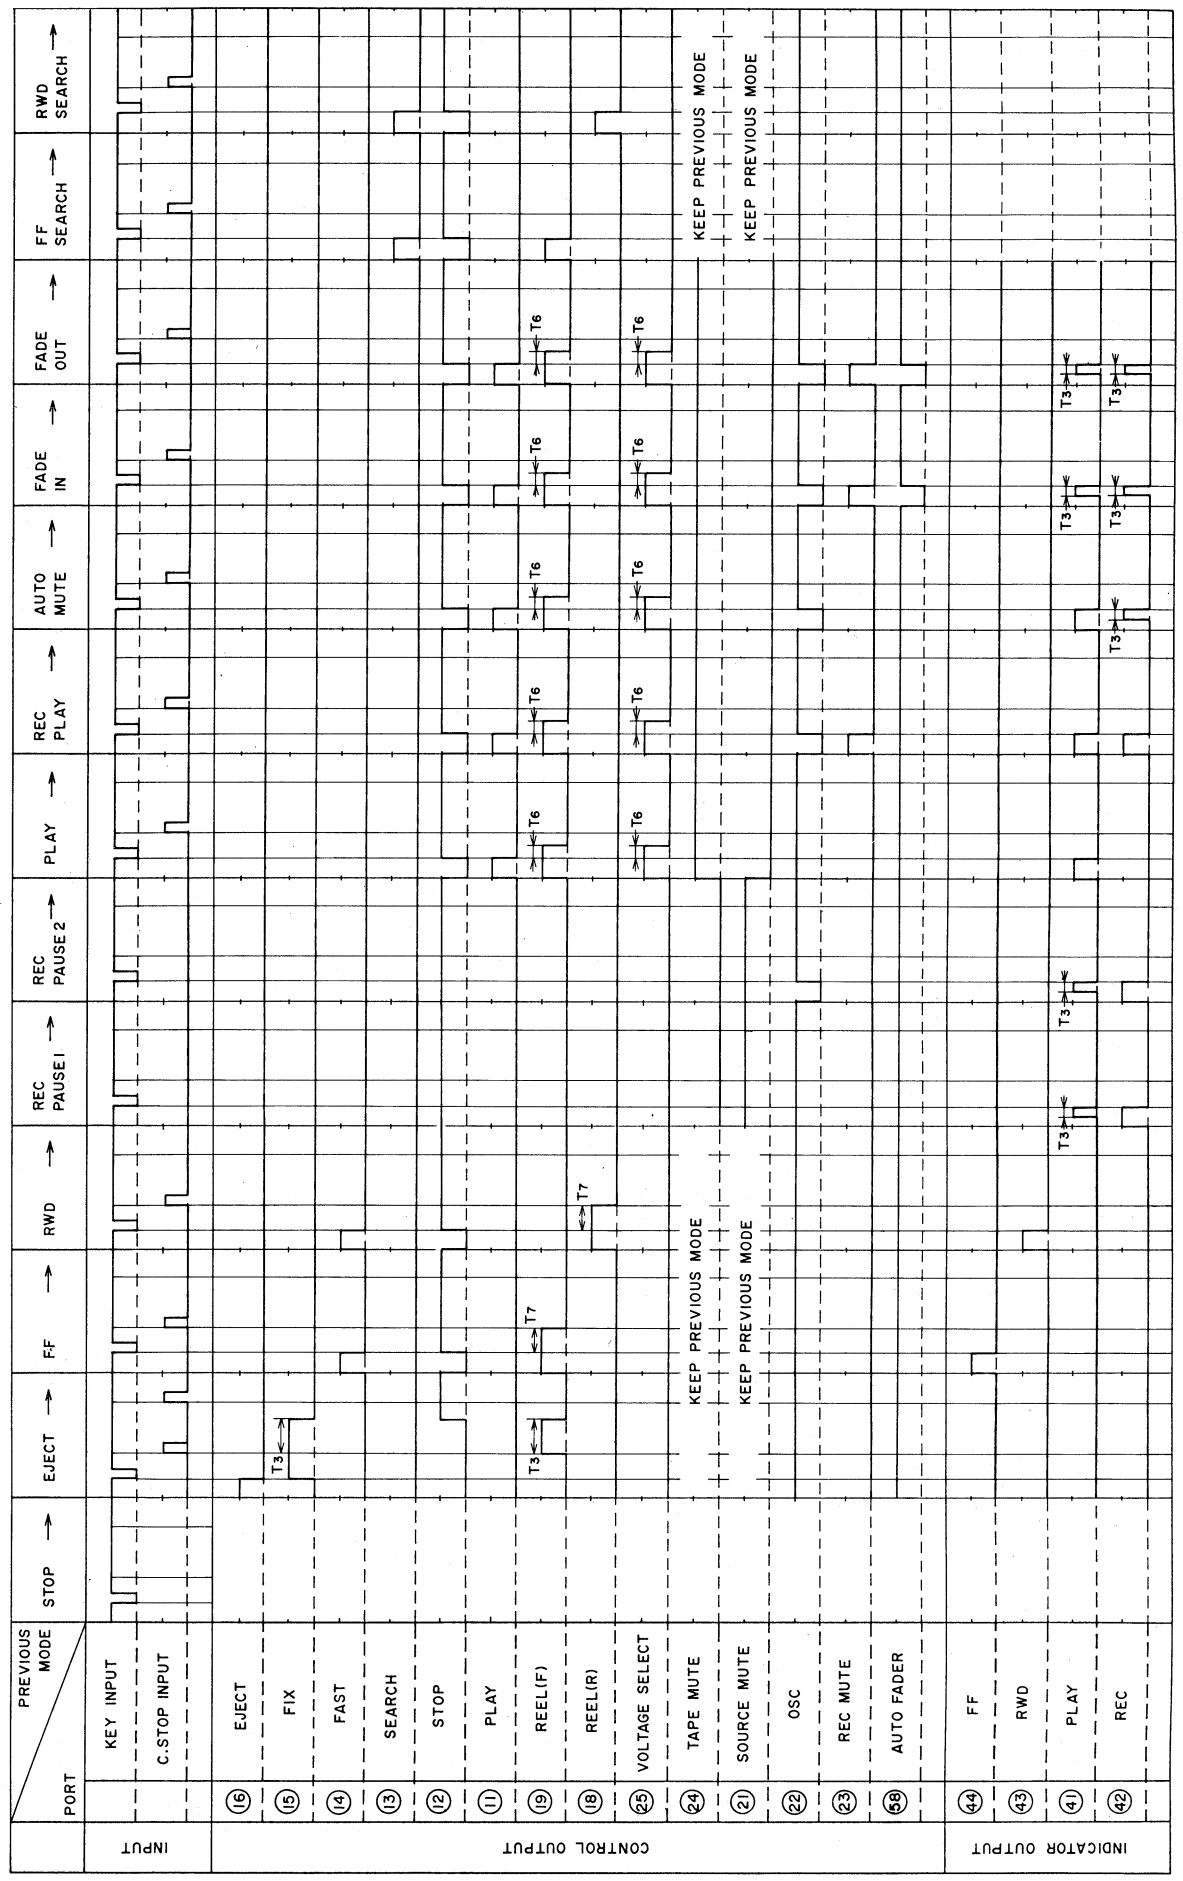 PREVIOUS MODE
PORT
STOP →
EJECT →
FF →
RWD →
REC PAUSE1 →
REC PAUSE2 →
PLAY →
REC PLAY →
AUTO MUTE →
FADE IN →
FADE OUT →
FF SEARCH →
RWD SEARCH →
INPUT
KEY INPUT
C.STOP INPUT
CONTROL OUTPUT
16 EJECT
15 FIX
T3
14 FAST
13 SEARCH
12 STOP
11 PLAY
19 REEL(F)
T3
T7
T6
T6
T6
T6
T6
18 REEL(R)
T7
25 VOLTAGE SELECT
T6
T6
T6
T6
T6
24 TAPE MUTE
KEEP PREVIOUS MODE
KEEP PREVIOUS MODE
21 SOURCE MUTE
KEEP PREVIOUS MODE
KEEP PREVIOUS MODE
22 OSC
23 REC MUTE
58 AUTO FADER
INDICATOR OUTPUT
44 FF
43 RWD
41 PLAY
T3
T3
T3
T3
42 REC
T3
T3
T3